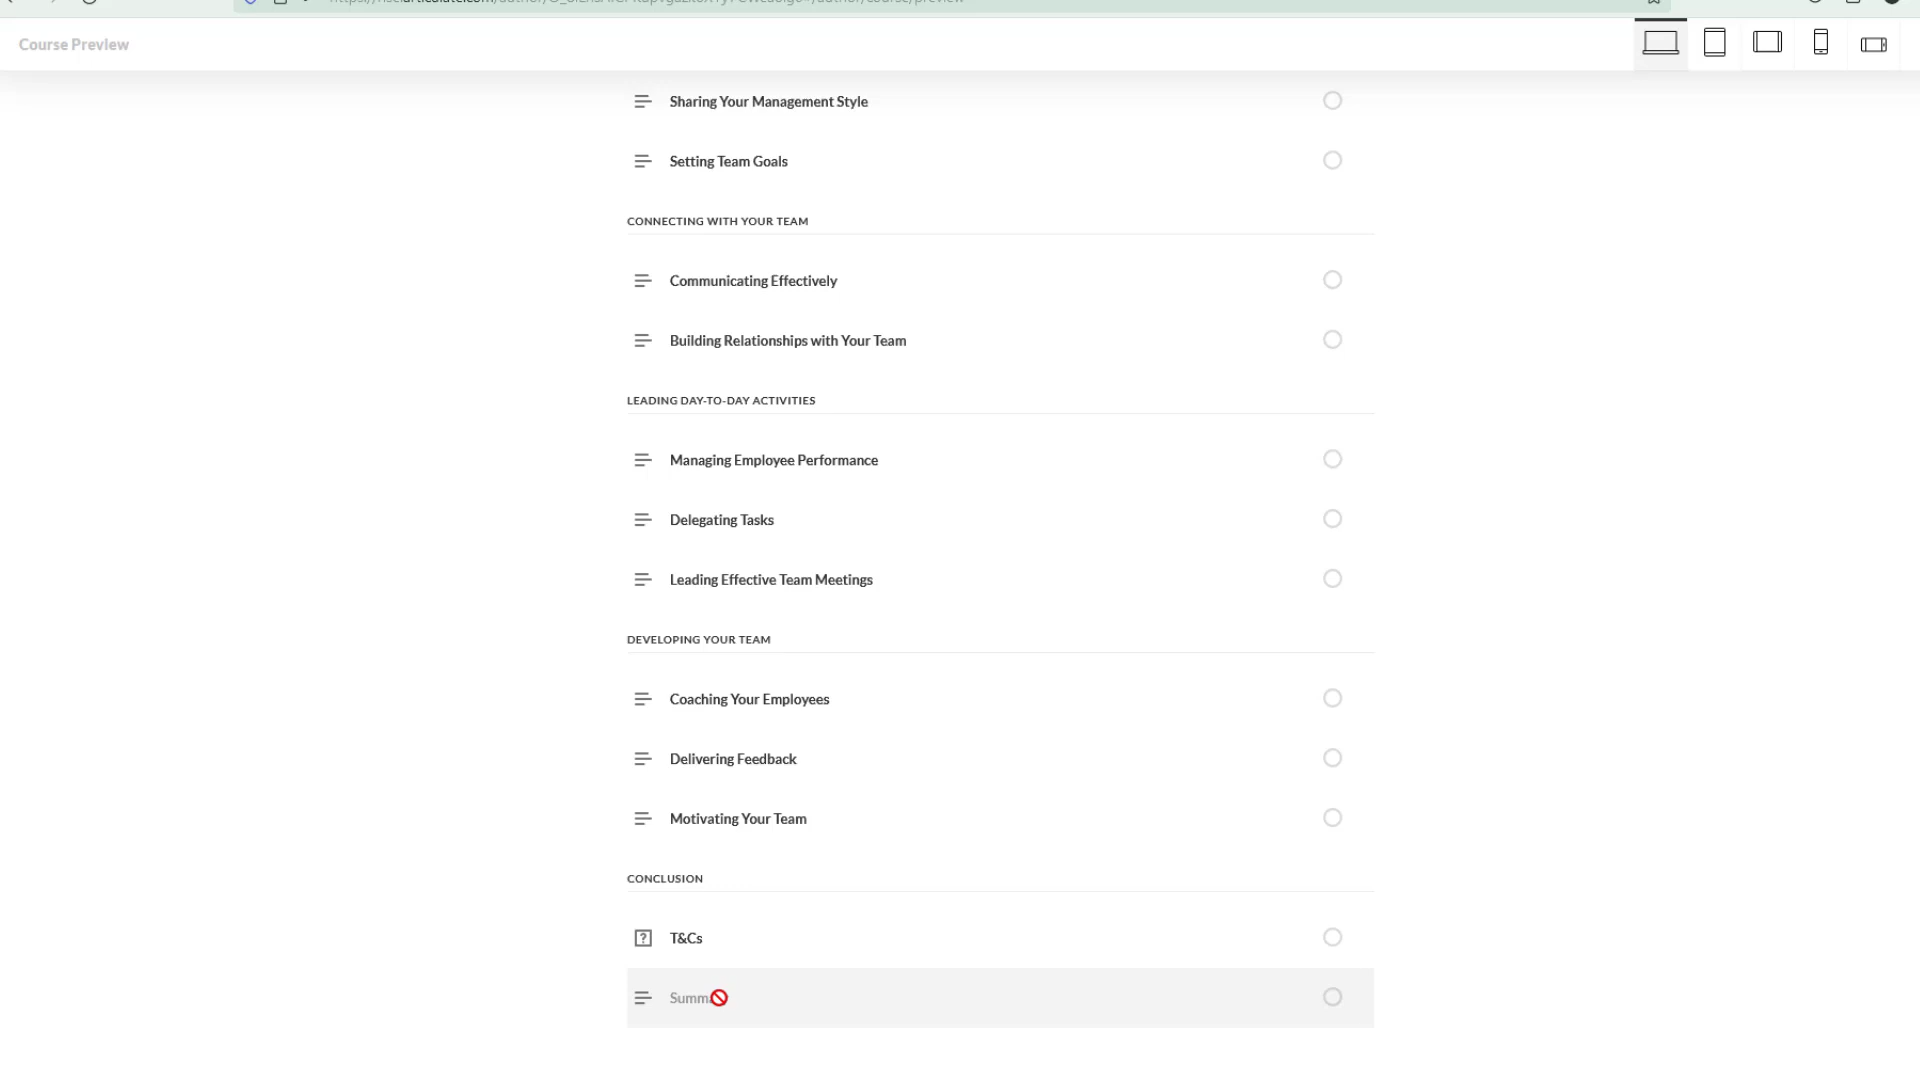 Course Preview
Sharing Your Management Style
Setting Team Goals
CONNECTING WITH YOUR TEAM
Communicating Effectively
Building Relationships with Your Team
LEADING DAY-TO-DAY ACTIVITIES
Managing Employee Performance
Delegating Tasks
Leading Effective Team Meetings
DEVELOPING YOUR TEAM
Coaching Your Employees
Delivering Feedback
Motivating Your Team
CONCLUSION
T&Cs